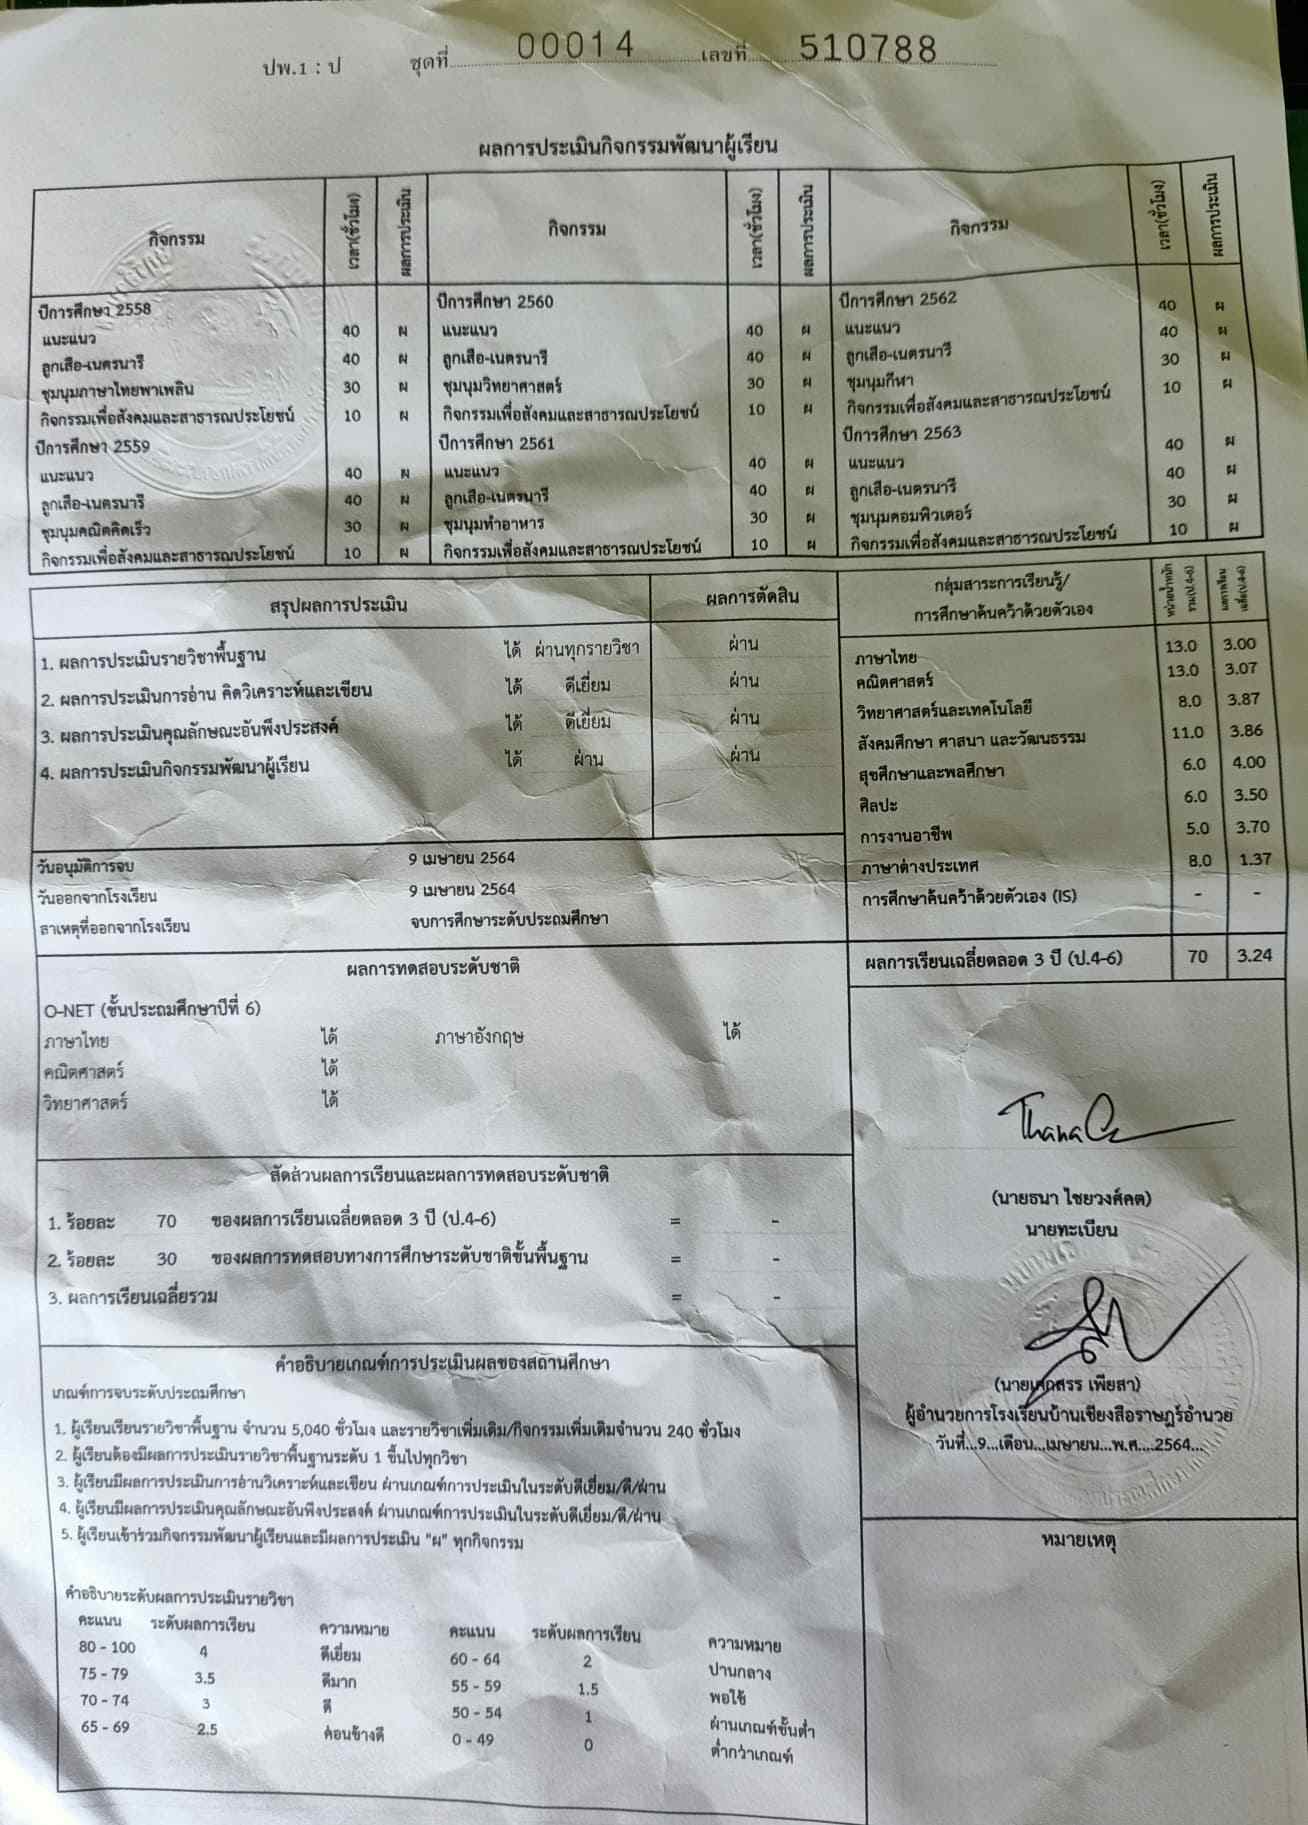 ปพ.1 : ป ชุดที่ 00014 เลขที่ 510788
ผลการประเมินกิจกรรมพัฒนาผู้เรียน
กิจกรรม เวลา(ชั่วโมง) ผลการประเมิน กิจกรรม เวลา(ชั่วโมง) ผลการประเมิน กิจกรรม เวลา(ชั่วโมง) ผลการประเมิน
ปีการศึกษา 2558
แนะแนว 40 ผ
ลูกเสือ-เนตรนารี 40 ผ
ชุมนุมภาษาไทยพาเพลิน 30 ผ
กิจกรรมเพื่อสังคมและสาธารณประโยชน์ 10 ผ
ปีการศึกษา 2559
แนะแนว 40 ผ
ลูกเสือ-เนตรนารี 40 ผ
ชุมนุมคณิตคิดเร็ว 30 ผ
กิจกรรมเพื่อสังคมและสาธารณประโยชน์ 10 ผ
ปีการศึกษา 2560
แนะแนว 40 ผ
ลูกเสือ-เนตรนารี 40 ผ
ชุมนุมวิทยาศาสตร์ 30 ผ
กิจกรรมเพื่อสังคมและสาธารณประโยชน์ 10 ผ
ปีการศึกษา 2561
แนะแนว 40 ผ
ลูกเสือ-เนตรนารี 40 ผ
ชุมนุมทำอาหาร 30 ผ
กิจกรรมเพื่อสังคมและสาธารณประโยชน์ 10 ผ
ปีการศึกษา 2562
แนะแนว 40 ผ
ลูกเสือ-เนตรนารี 40 ผ
ชุมนุมกีฬา 30 ผ
กิจกรรมเพื่อสังคมและสาธารณประโยชน์ 10 ผ
ปีการศึกษา 2563
แนะแนว 40 ผ
ลูกเสือ-เนตรนารี 40 ผ
ชุมนุมคอมพิวเตอร์ 30 ผ
กิจกรรมเพื่อสังคมและสาธารณประโยชน์ 10 ผ
สรุปผลการประเมิน ผลการตัดสิน
1. ผลการประเมินรายวิชาพื้นฐาน ได้ ผ่านทุกรายวิชา ผ่าน
2. ผลการประเมินการอ่าน คิดวิเคราะห์และเขียน ได้ ดีเยี่ยม ผ่าน
3. ผลการประเมินคุณลักษณะอันพึงประสงค์ ได้ ดีเยี่ยม ผ่าน
4. ผลการประเมินกิจกรรมพัฒนาผู้เรียน ได้ ผ่าน ผ่าน
วันอนุมัติการจบ 9 เมษายน 2564
วันออกจากโรงเรียน 9 เมษายน 2564
สาเหตุที่ออกจากโรงเรียน จบการศึกษาระดับประถมศึกษา
กลุ่มสาระการเรียนรู้/
การศึกษาค้นคว้าด้วยตัวเอง
หน่วยน้ำหนัก
รวม(ป.4-6)
ผลการเรียน
เฉลี่ย(ป.4-6)
ภาษาไทย 13.0 3.00
คณิตศาสตร์ 13.0 3.07
วิทยาศาสตร์และเทคโนโลยี 8.0 3.87
สังคมศึกษา ศาสนา และวัฒนธรรม 11.0 3.86
สุขศึกษาและพลศึกษา 6.0 4.00
ศิลปะ 6.0 3.50
การงานอาชีพ 5.0 3.70
ภาษาต่างประเทศ 8.0 1.37
การศึกษาค้นคว้าด้วยตัวเอง (IS) - -
ผลการเรียนเฉลี่ยตลอด 3 ปี (ป.4-6) 70 3.24
ผลการทดสอบระดับชาติ
O-NET (ชั้นประถมศึกษาปีที่ 6)
ภาษาไทย ได้ ภาษาอังกฤษ ได้
คณิตศาสตร์ ได้
วิทยาศาสตร์ ได้
สัดส่วนผลการเรียนและผลการทดสอบระดับชาติ
1. ร้อยละ 70 ของผลการเรียนเฉลี่ยตลอด 3 ปี (ป.4-6) = -
2. ร้อยละ 30 ของผลการทดสอบทางการศึกษาระดับชาติขั้นพื้นฐาน = -
3. ผลการเรียนเฉลี่ยรวม = -
(นายธนา ไชยวงศ์คต)
นายทะเบียน
เพียสา)
ผู้อำนวยการโรงเรียนบ้านเชียงสือราษฎร์อำนวย
วันที่...9...เดือน...เมษายน...พ.ศ....2564...
หมายเหตุ
คำอธิบายเกณฑ์การประเมินผลของสถานศึกษา
เกณฑ์การจบระดับประถมศึกษา
1. ผู้เรียนเรียนรายวิชาพื้นฐาน จำนวน 5,040 ชั่วโมง และรายวิชาเพิ่มเติม/กิจกรรมเพิ่มเติมจำนวน 240 ชั่วโมง
2. ผู้เรียนต้องมีผลการประเมินรายวิชาพื้นฐานระดับ 1 ขึ้นไปทุกวิชา
3. ผู้เรียนมีผลการประเมินการอ่านวิเคราะห์และเขียน ผ่านเกณฑ์การประเมินในระดับดีเยี่ยม/ดี/ผ่าน
4. ผู้เรียนมีผลการประเมินคุณลักษณะอันพึงประสงค์ ผ่านเกณฑ์การประเมินในระดับดีเยี่ยม/ดี/ผ่าน
5. ผู้เรียนเข้าร่วมกิจกรรมพัฒนาผู้เรียนและมีผลการประเมิน "ผ" ทุกกิจกรรม
คำอธิบายระดับผลการประเมินรายวิชา
คะแนน ระดับผลการเรียน ความหมาย คะแนน ระดับผลการเรียน ความหมาย
80 - 100 4 ดีเยี่ยม 60 - 64 2 ปานกลาง
75 - 79 3.5 ดีมาก 55 - 59 1.5 พอใช้
70 - 74 3 ดี 50 - 54 1 ผ่านเกณฑ์ขั้นต่ำ
65 - 69 2.5 ค่อนข้างดี 0 - 49 0 ต่ำกว่าเกณฑ์